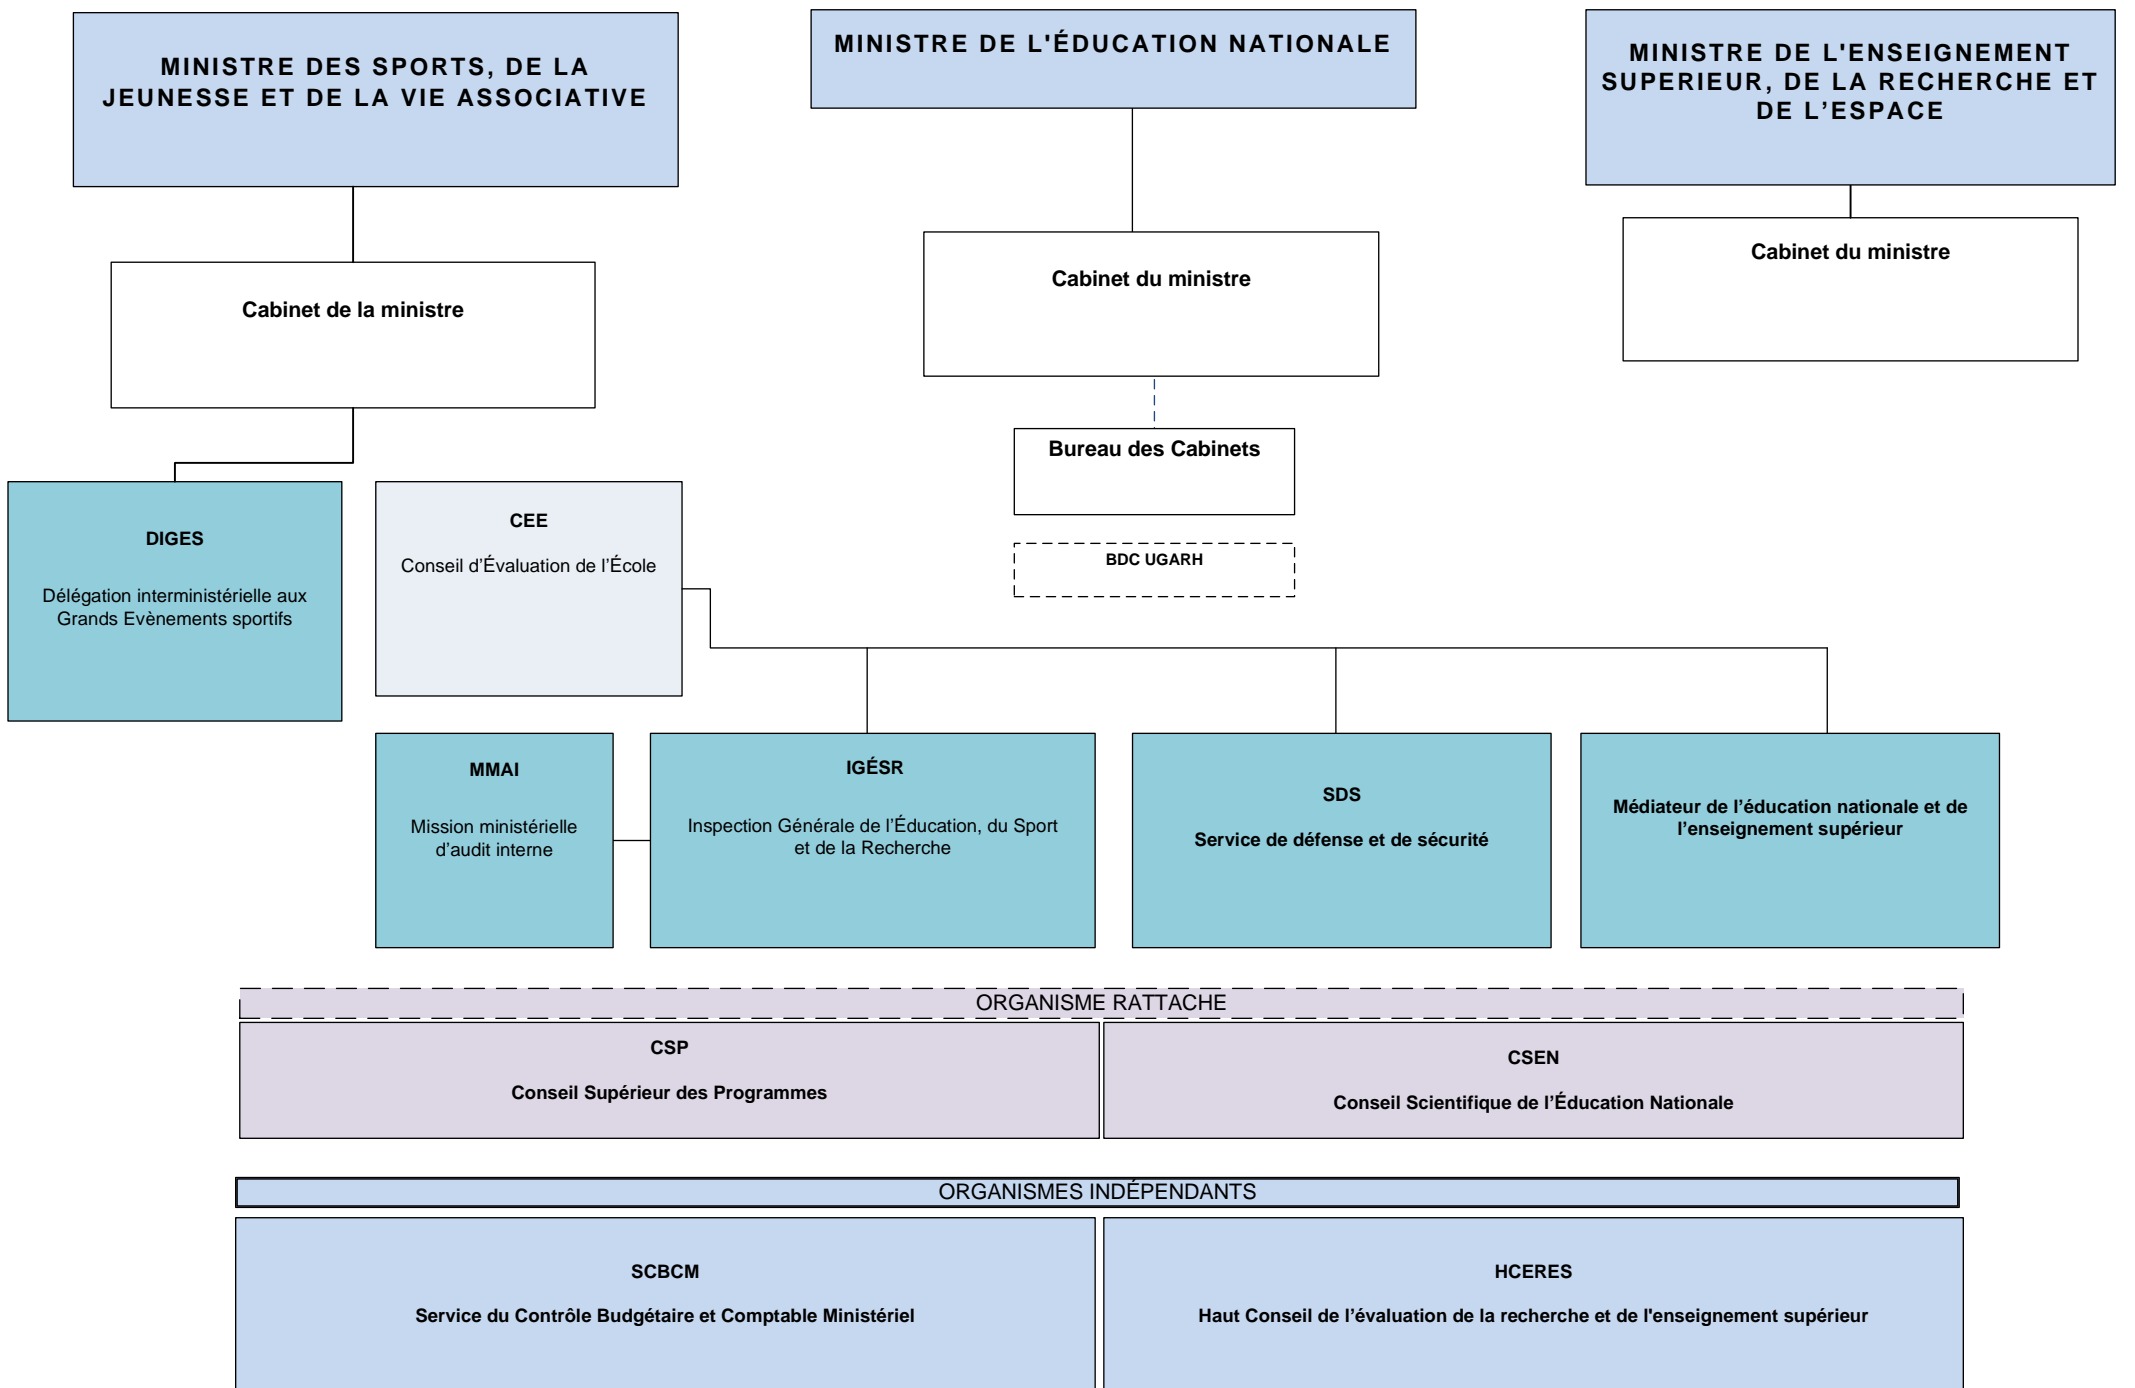 MINISTRE DES SPORTS, DE LA
JEUNESSE ET DE LA VIE ASSOCIATIVE
MINISTRE DE L'ÉDUCATION NATIONALE
MINISTRE DE L'ENSEIGNEMENT
SUPERIEUR, DE LA RECHERCHE ET
DE L’ESPACE
Cabinet de la ministre
Cabinet du ministre
Cabinet du ministre
Bureau des Cabinets
BDC UGARH
DIGES
Délégation interministérielle aux
Grands Evènements sportifs
CEE
Conseil d’Évaluation de l’École
MMAI
Mission ministérielle
d’audit interne
IGÉSR
Inspection Générale de l’Éducation, du Sport
et de la Recherche
SDS
Service de défense et de sécurité
Médiateur de l’éducation nationale et de
l’enseignement supérieur
ORGANISME RATTACHE
CSP
Conseil Supérieur des Programmes
CSEN
Conseil Scientifique de l’Éducation Nationale
ORGANISMES INDÉPENDANTS
SCBCM
Service du Contrôle Budgétaire et Comptable Ministériel
HCERES
Haut Conseil de l’évaluation de la recherche et de l'enseignement supérieur